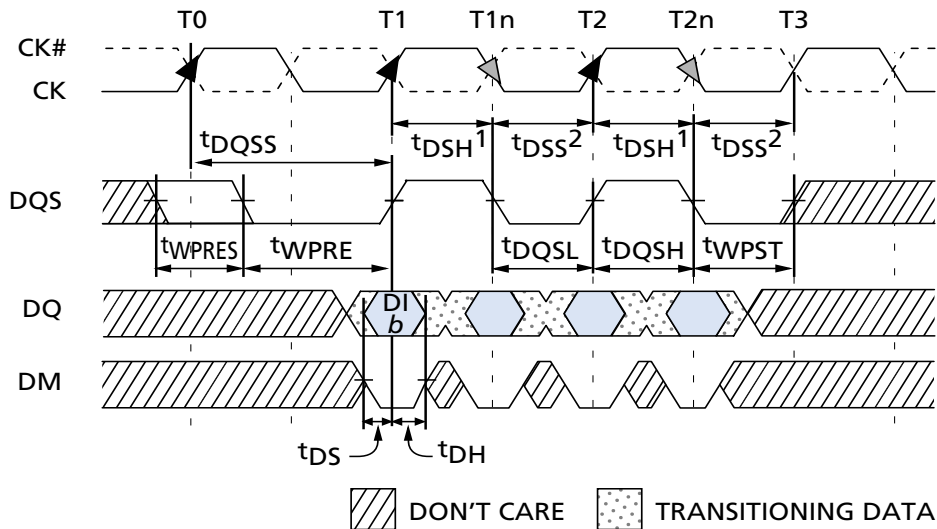 T0 T1 T1n T2 T2n T3
CK#
CK
tDSH1 tDSS2 tDSH1 tDSS2
tDQSS
DQS
tWPRES tWPRE tDQSL tDQSH tWPST
DQ
DI
b
DM
tDS tDH
DON'T CARE TRANSITIONING DATA